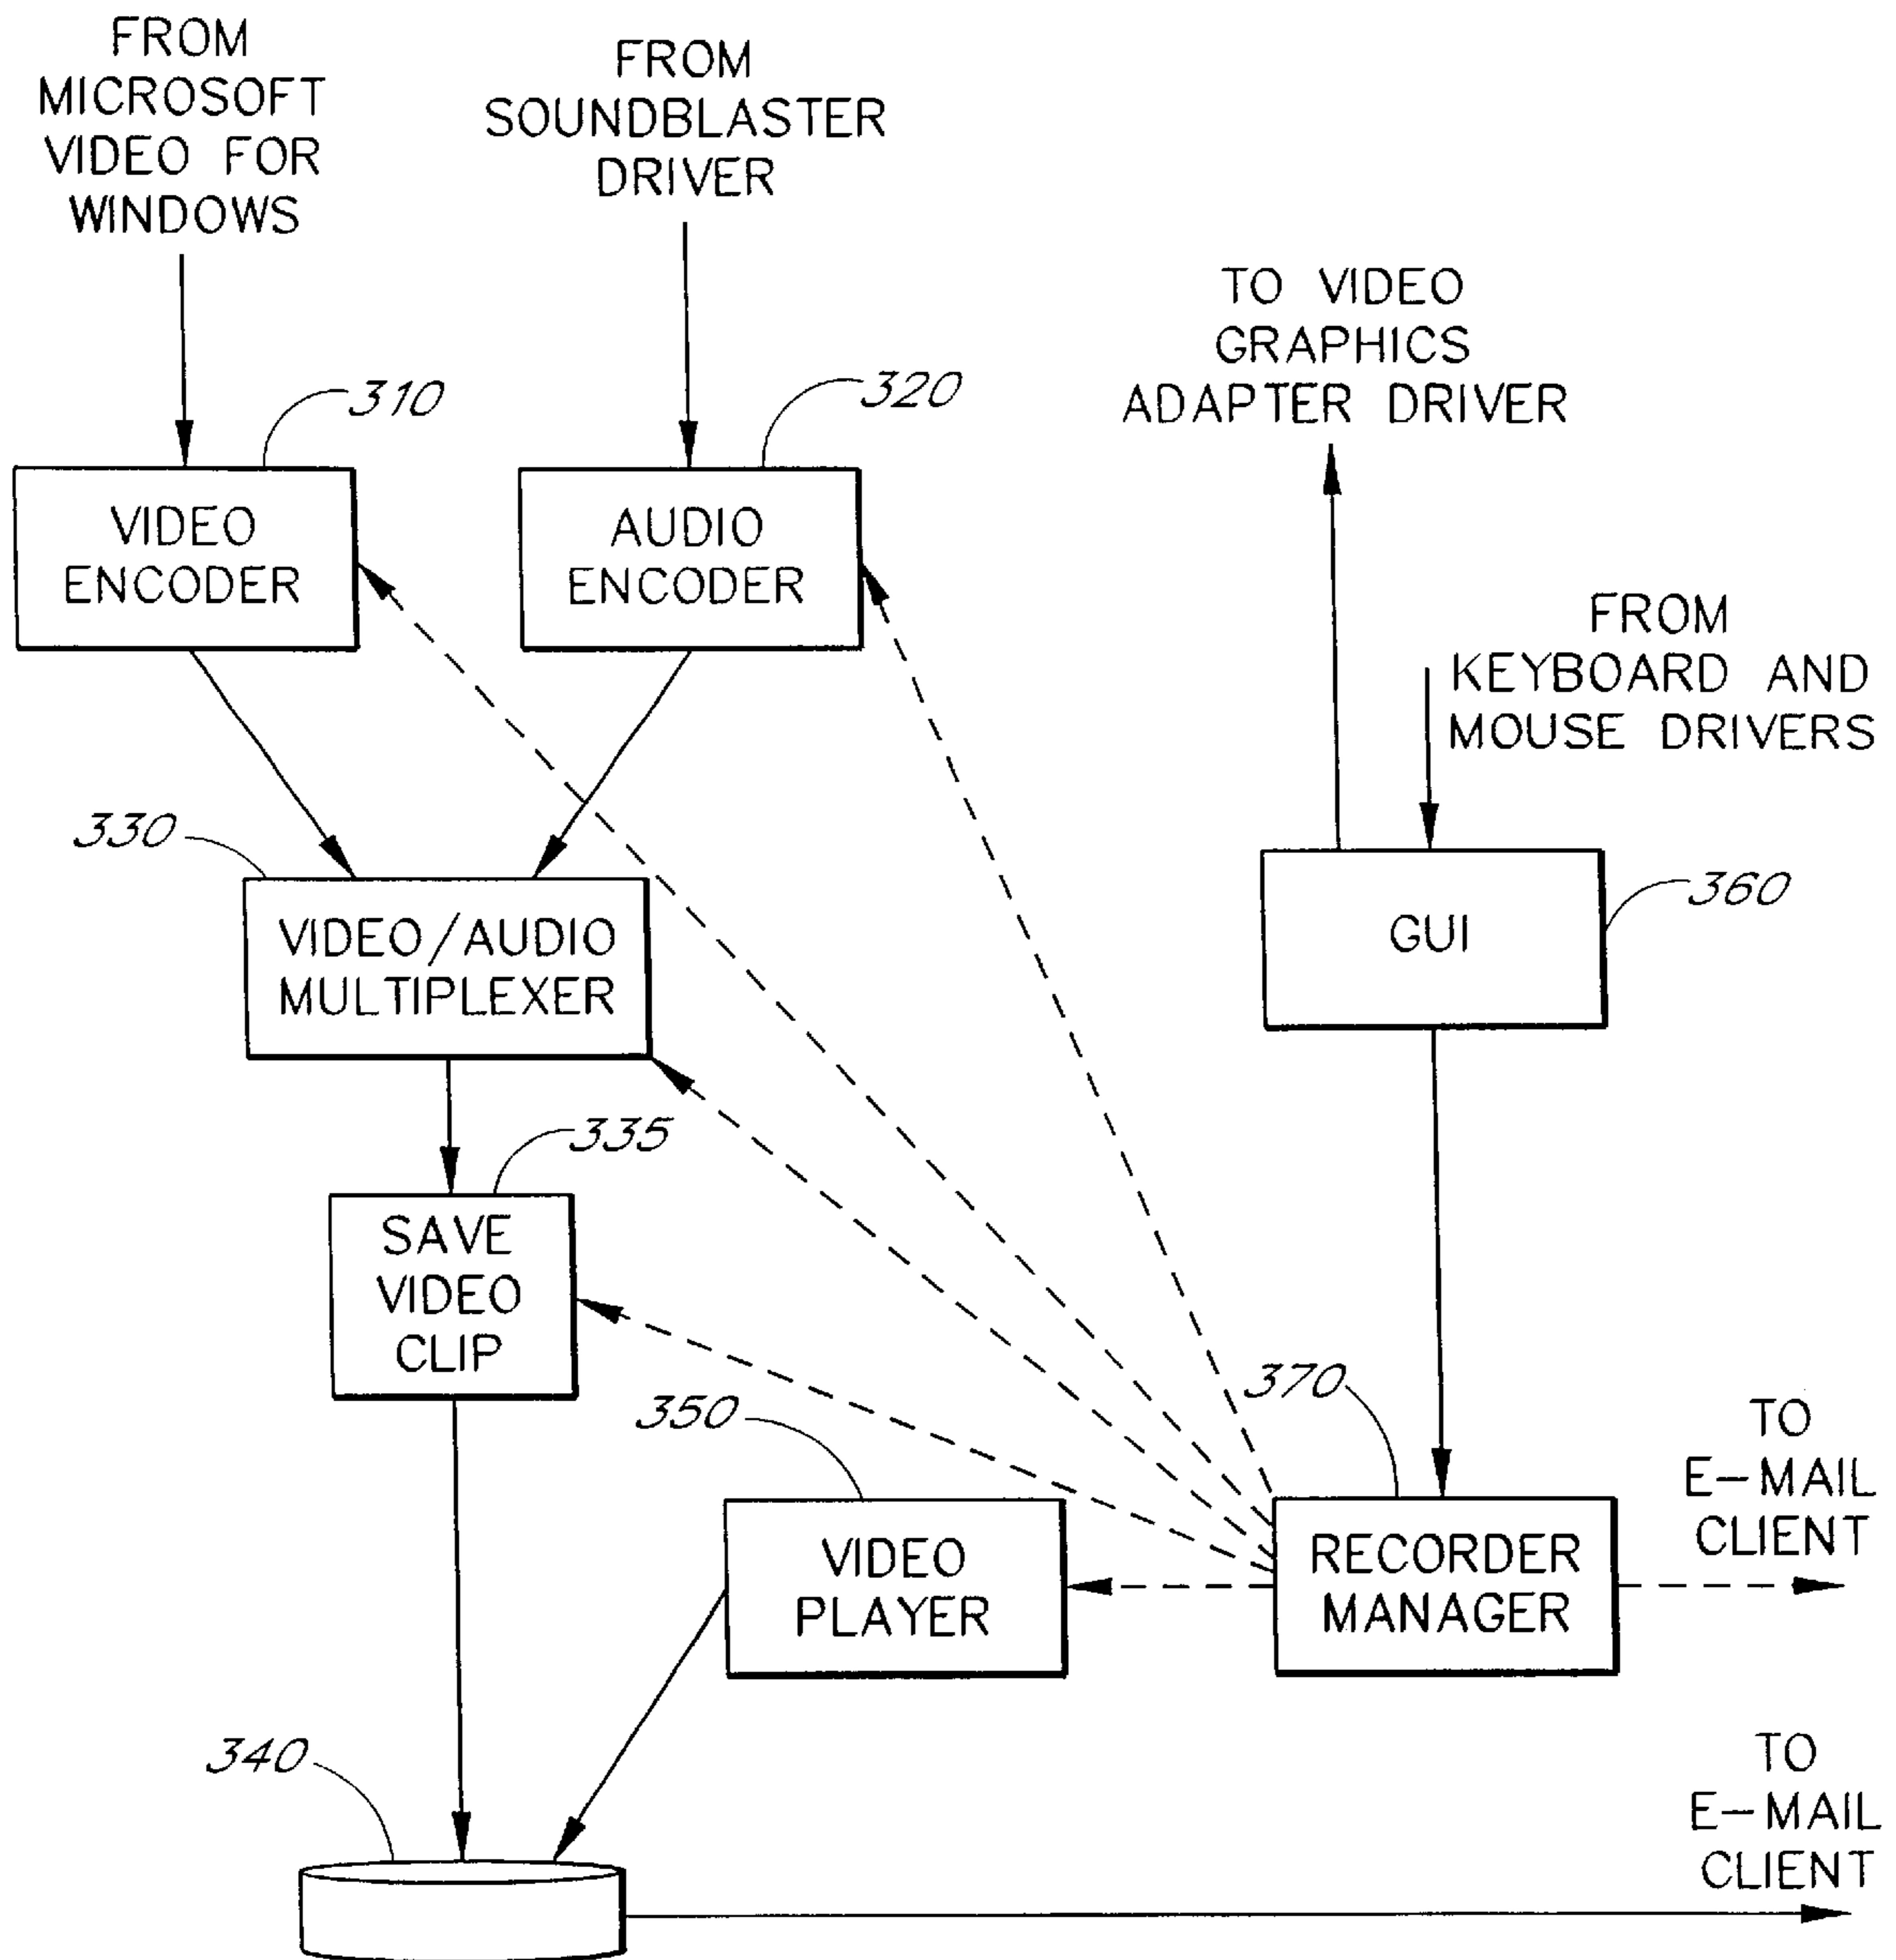 FROM
MICROSOFT
VIDEO FOR
WINDOWS
FROM
SOUNDBLASTER
DRIVER
TO VIDEO
GRAPHICS
ADAPTER DRIVER
310
320
VIDEO
ENCODER
AUDIO
ENCODER
FROM
KEYBOARD AND
MOUSE DRIVERS
330
VIDEO/AUDIO
MULTIPLEXER
360
GUI
335
SAVE
VIDEO
CLIP
350
VIDEO
PLAYER
370
RECORDER
MANAGER
TO
E-MAIL
CLIENT
340
TO
E-MAIL
CLIENT